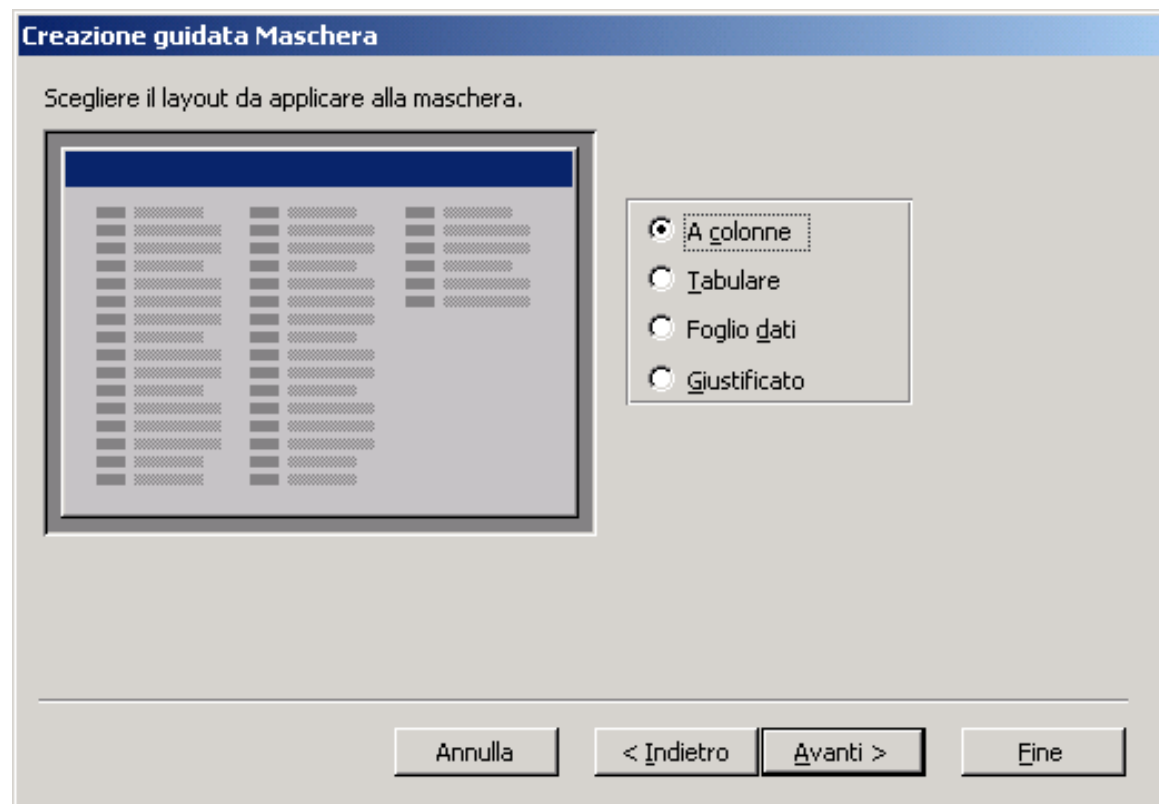 Creazione guidata Maschera
Scegliere il layout da applicare alla maschera.
A colonne
Tabulare
Foglio dati
Giustificato
Annulla
< Indietro
Avanti >
Fine